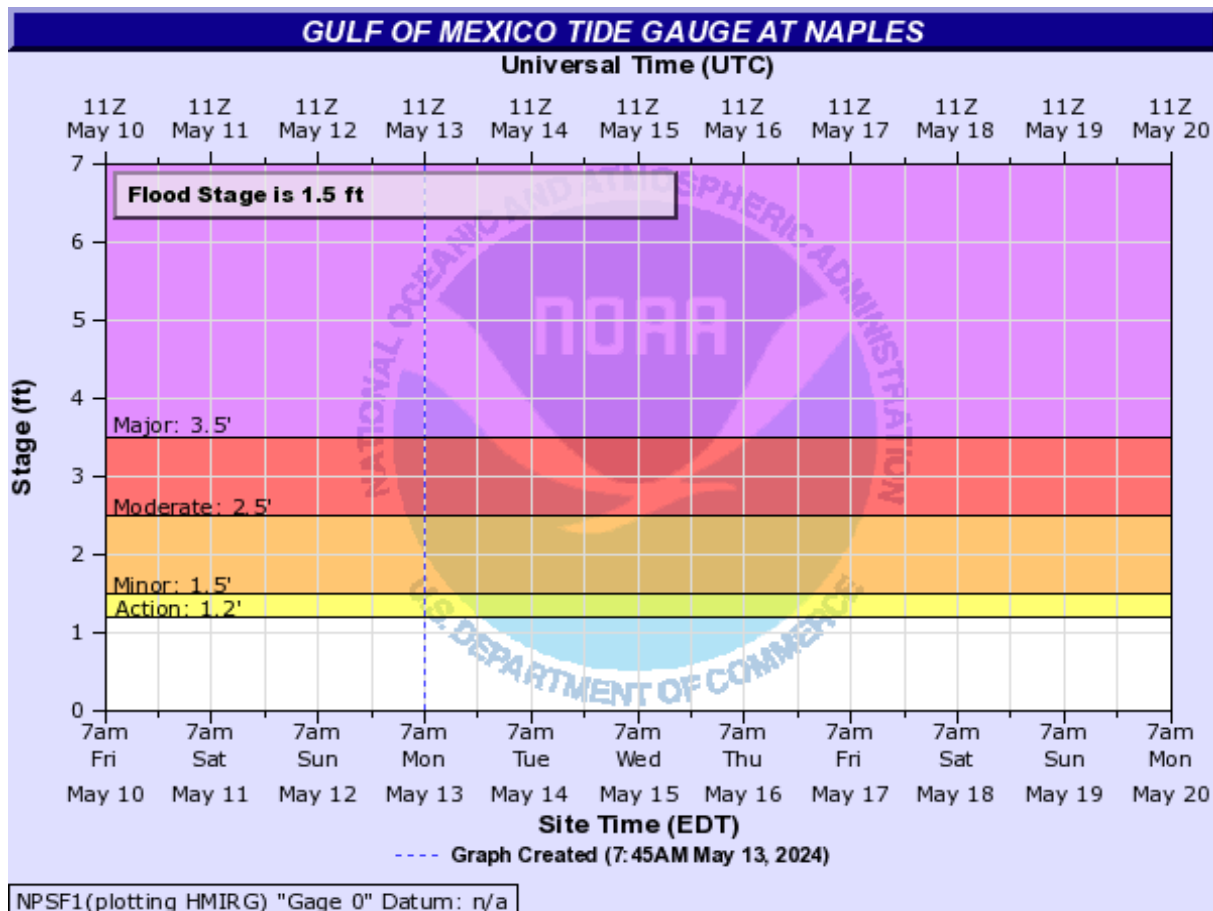 GULF OF MEXICO TIDE GAUGE AT NAPLES
Universal Time (UTC)
11Z 11Z 11Z 11Z 11Z 11Z 11Z 11Z 11Z 11Z 11Z
May 10 May 11 May 12 May 13 May 14 May 15 May 16 May 17 May 18 May 19 May 20
7
Flood Stage is 1.5 ft
NATIONAL OCEANIC AND ATMOSPHERIC ADMINISTRATION
6
5
NOAA
4
Stage (ft)
Major: 3.5'
3
Moderate: 2.5'
2
Minor: 1.5'
Action: 1.2'
1
U.S. DEPARTMENT OF COMMERCE
0
7am 7am 7am 7am 7am 7am 7am 7am 7am 7am 7am
Fri Sat Sun Mon Tue Wed Thu Fri Sat Sun Mon
May 10 May 11 May 12 May 13 May 14 May 15 May 16 May 17 May 18 May 19 May 20
Site Time (EDT)
---- Graph Created (7:45AM May 13, 2024)
NPSF1(plotting HMIRG) "Gage 0" Datum: n/a